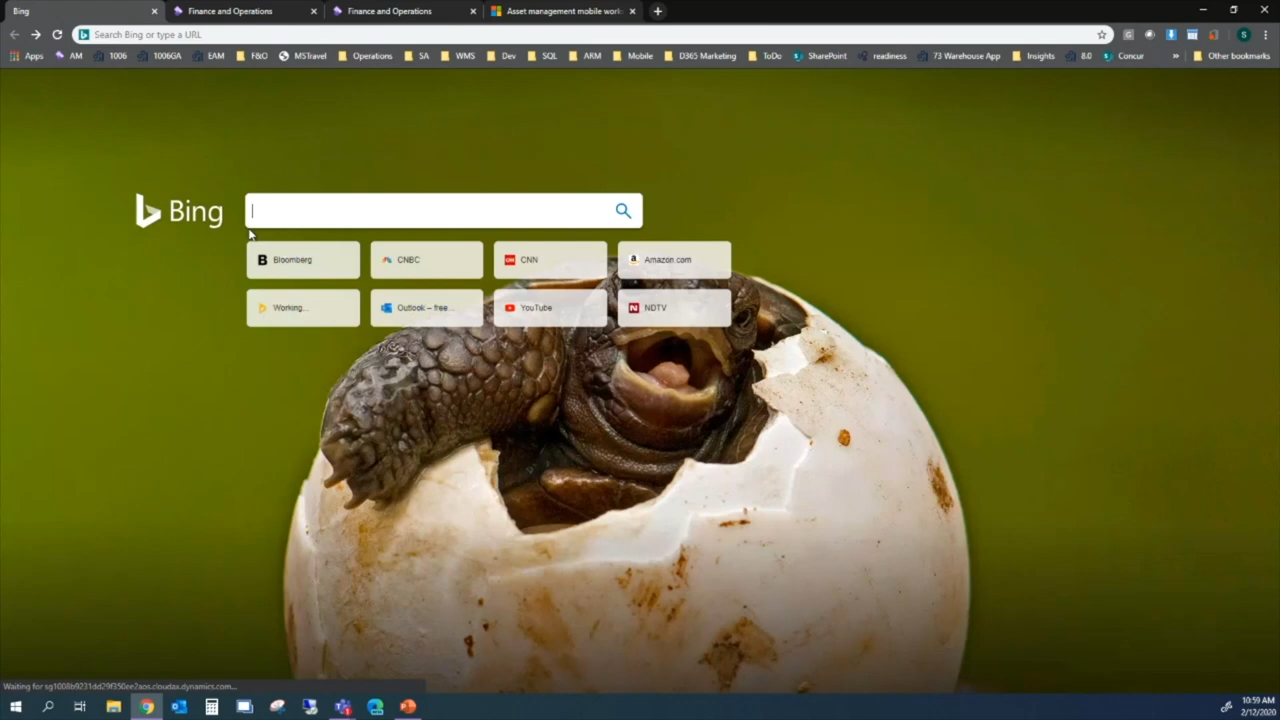 Bing
Finance and Operations
Finance and Operations
Asset management mobile work
Search Bing or type a URL
Apps AM 1006 1006GA EAM F&O MSTravel Operations SA WMS Dev SQL ARM Mobile D365 Marketing ToDo SharePoint readiness 73 Warehouse App Insights 8.0 Concur » Other bookmarks
S
Bing
Bloomberg CNBC CNN Amazon.com
Working... Outlook – free... YouTube NDTV
10:59 AM
2/12/2020